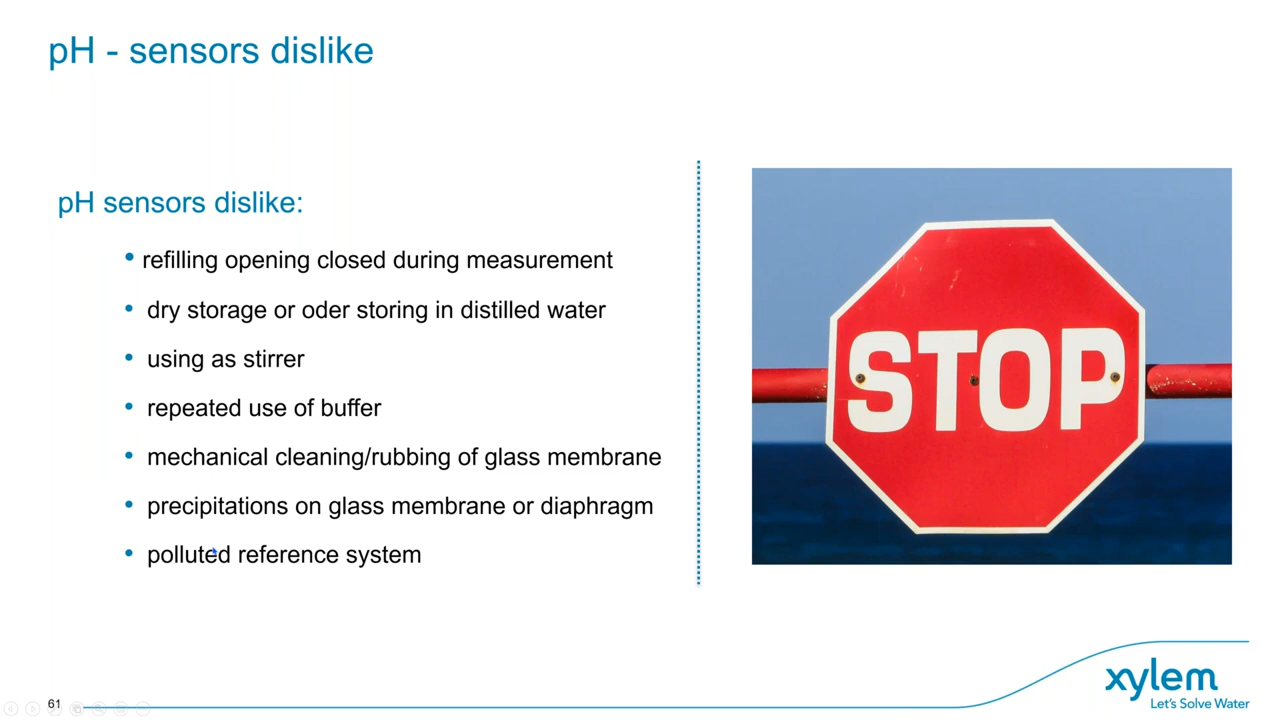 pH - sensors dislike
pH sensors dislike:
• refilling opening closed during measurement
• dry storage or oder storing in distilled water
• using as stirrer
• repeated use of buffer
• mechanical cleaning/rubbing of glass membrane
• precipitations on glass membrane or diaphragm
• polluted reference system
STOP
61
xylem
Let's Solve Water